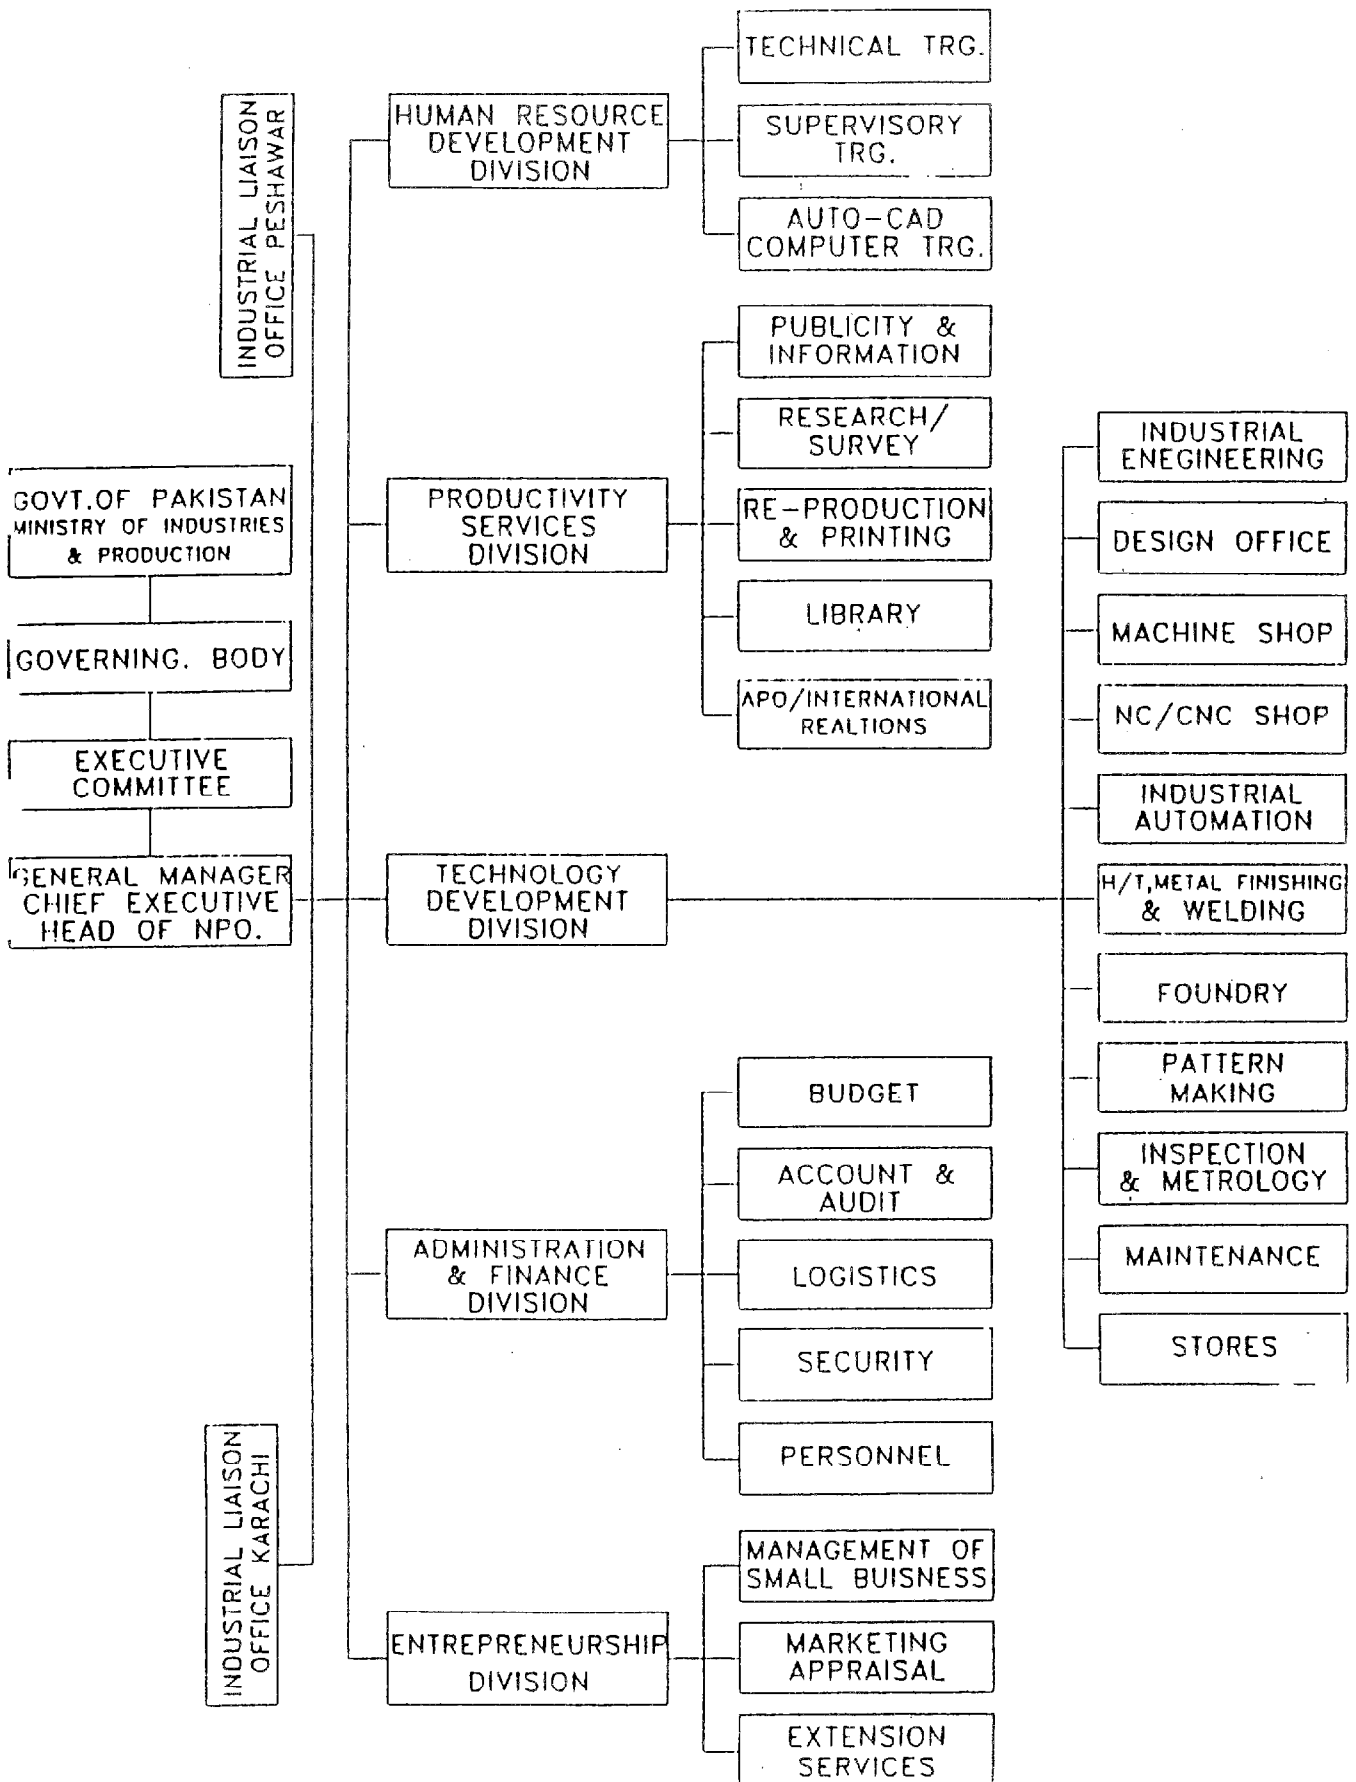 GOVT.OF PAKISTAN
MINISTRY OF INDUSTRIES
& PRODUCTION
GOVERNING. BODY
EXECUTIVE
COMMITTEE
GENERAL MANAGER
CHIEF EXECUTIVE
HEAD OF NPO.
INDUSTRIAL LIAISON
OFFICE PESHAWAR
INDUSTRIAL LIAISON
OFFICE KARACHI
HUMAN RESOURCE
DEVELOPMENT
DIVISION
TECHNICAL TRG.
SUPERVISORY
TRG.
AUTO-CAD
COMPUTER TRG.
PRODUCTIVITY
SERVICES
DIVISION
PUBLICITY &
INFORMATION
RESEARCH/
SURVEY
RE-PRODUCTION
& PRINTING
LIBRARY
APO/INTERNATIONAL
REALTIONS
TECHNOLOGY
DEVELOPMENT
DIVISION
INDUSTRIAL
ENEGINEERING
DESIGN OFFICE
MACHINE SHOP
NC/CNC SHOP
INDUSTRIAL
AUTOMATION
H/T,METAL FINISHING
& WELDING
FOUNDRY
PATTERN
MAKING
INSPECTION
& METROLOGY
MAINTENANCE
STORES
ADMINISTRATION
& FINANCE
DIVISION
BUDGET
ACCOUNT &
AUDIT
LOGISTICS
SECURITY
PERSONNEL
ENTREPRENEURSHIP
DIVISION
MANAGEMENT OF
SMALL BUISNESS
MARKETING
APPRAISAL
EXTENSION
SERVICES